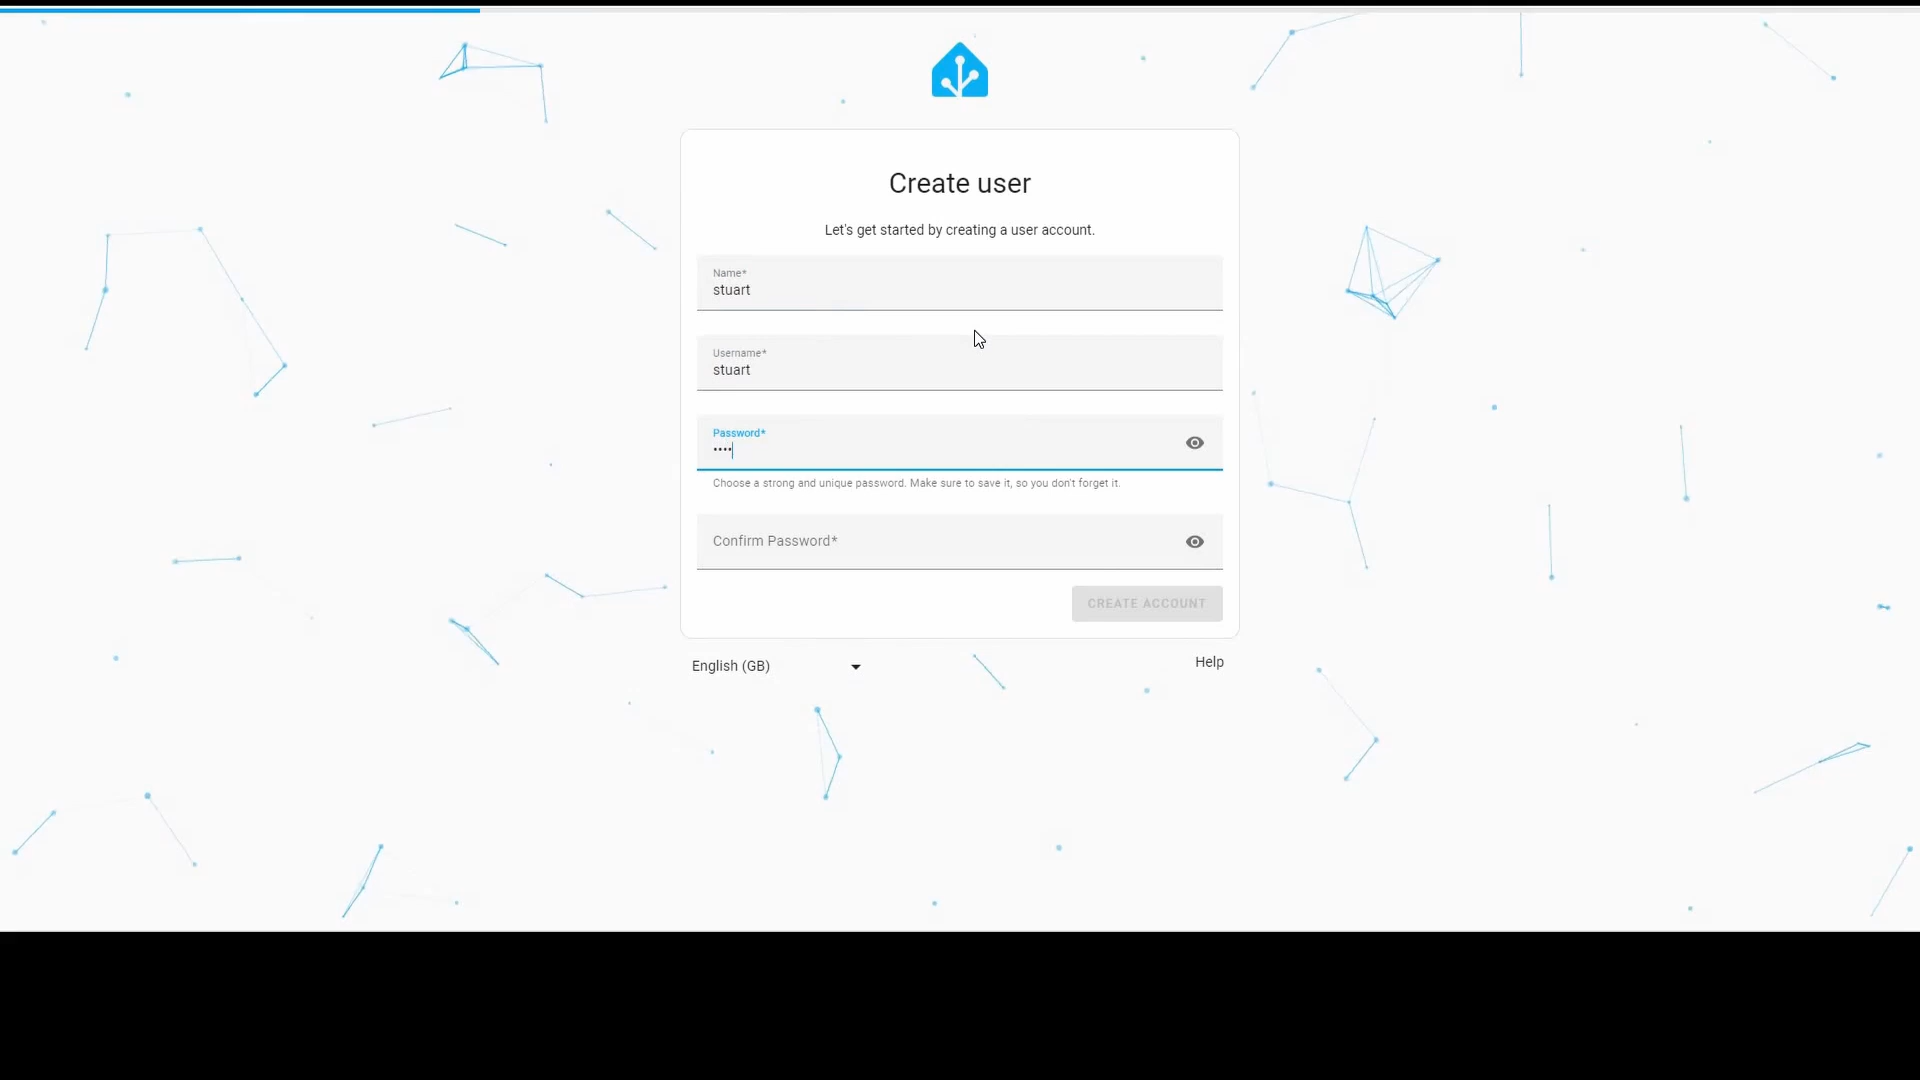 Create user
Let's get started by creating a user account.
Name*
stuart
Username*
stuart
Password*
••••
Choose a strong and unique password. Make sure to save it, so you don't forget it.
Confirm Password*
CREATE ACCOUNT
English (GB)
Help